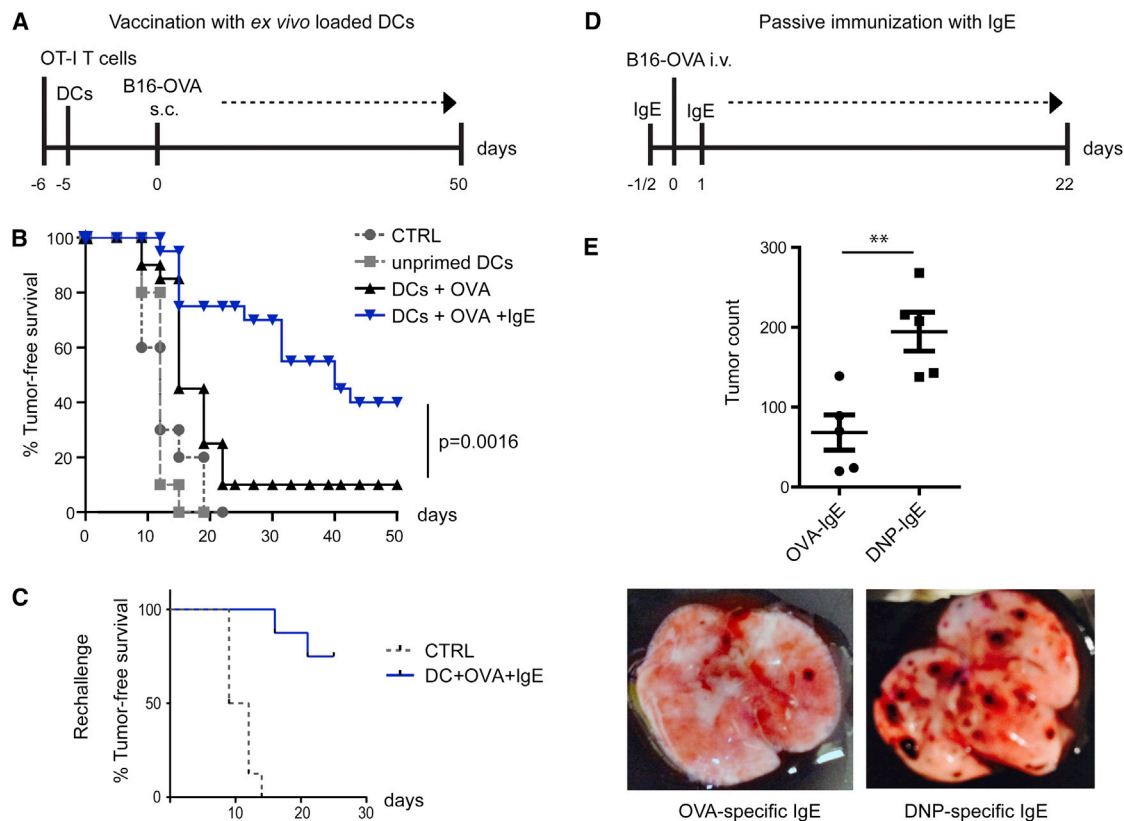 A
Vaccination with ex vivo loaded DCs
OT-I T cells
DCs
B16-OVA
s.c.
days
-6
-5
0
50
B
% Tumor-free survival
100
80
60
40
20
0
0
10
20
30
40
50
days
CTRL
unprimed DCs
DCs + OVA
DCs + OVA +IgE
p=0.0016
C
Rechallenge
% Tumor-free survival
100
50
0
10
20
30
days
CTRL
DC+OVA+IgE
D
Passive immunization with IgE
B16-OVA i.v.
IgE
IgE
days
-1/2
0
1
22
E
Tumor count
300
200
100
0
**
OVA-IgE
DNP-IgE
OVA-specific IgE
DNP-specific IgE